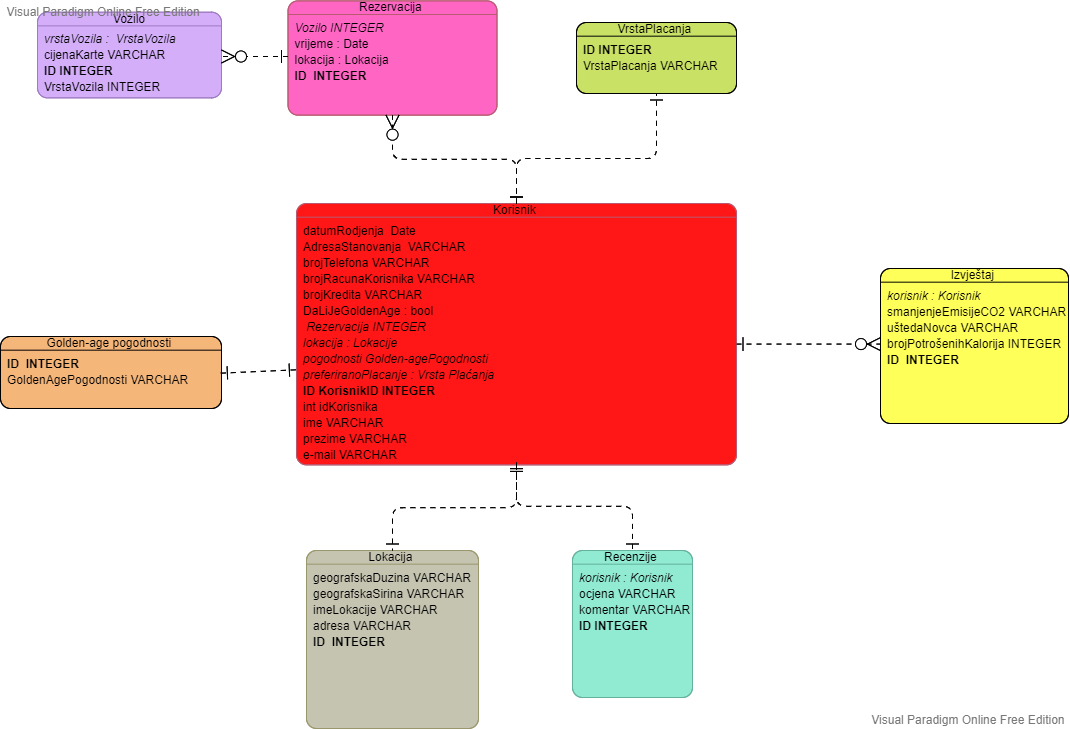 Visual Paradigm Online Free Edition
Vozilo
vrstaVozila : VrstaVozila
cijenaKarte VARCHAR
ID INTEGER
VrstaVozila INTEGER
Rezervacija
Vozilo INTEGER
vrijeme : Date
lokacija : Lokacija
ID INTEGER
VrstaPlacanja
ID INTEGER
VrstaPlacanja VARCHAR
Korisnik
datumRodjenja Date
AdresaStanovanja VARCHAR
brojTelefona VARCHAR
brojRacunaKorisnika VARCHAR
brojKredita VARCHAR
DaLiJeGoldenAge : bool
Rezervacija INTEGER
lokacija : Lokacije
pogodnosti Golden-agePogodnosti
preferiranoPlacanje : Vrsta Plaćanja
ID KorisnikID INTEGER
int idKorisnika
ime VARCHAR
prezime VARCHAR
e-mail VARCHAR
Izvještaj
korisnik : Korisnik
smanjenjeEmisijeCO2 VARCHAR
uštedaNovca VARCHAR
brojPotrošenihKalorija INTEGER
ID INTEGER
Golden-age pogodnosti
ID INTEGER
GoldenAgePogodnosti VARCHAR
Lokacija
geografskaDuzina VARCHAR
geografskaSirina VARCHAR
imeLokacije VARCHAR
adresa VARCHAR
ID INTEGER
Recenzije
korisnik : Korisnik
ocjena VARCHAR
komentar VARCHAR
ID INTEGER
Visual Paradigm Online Free Edition